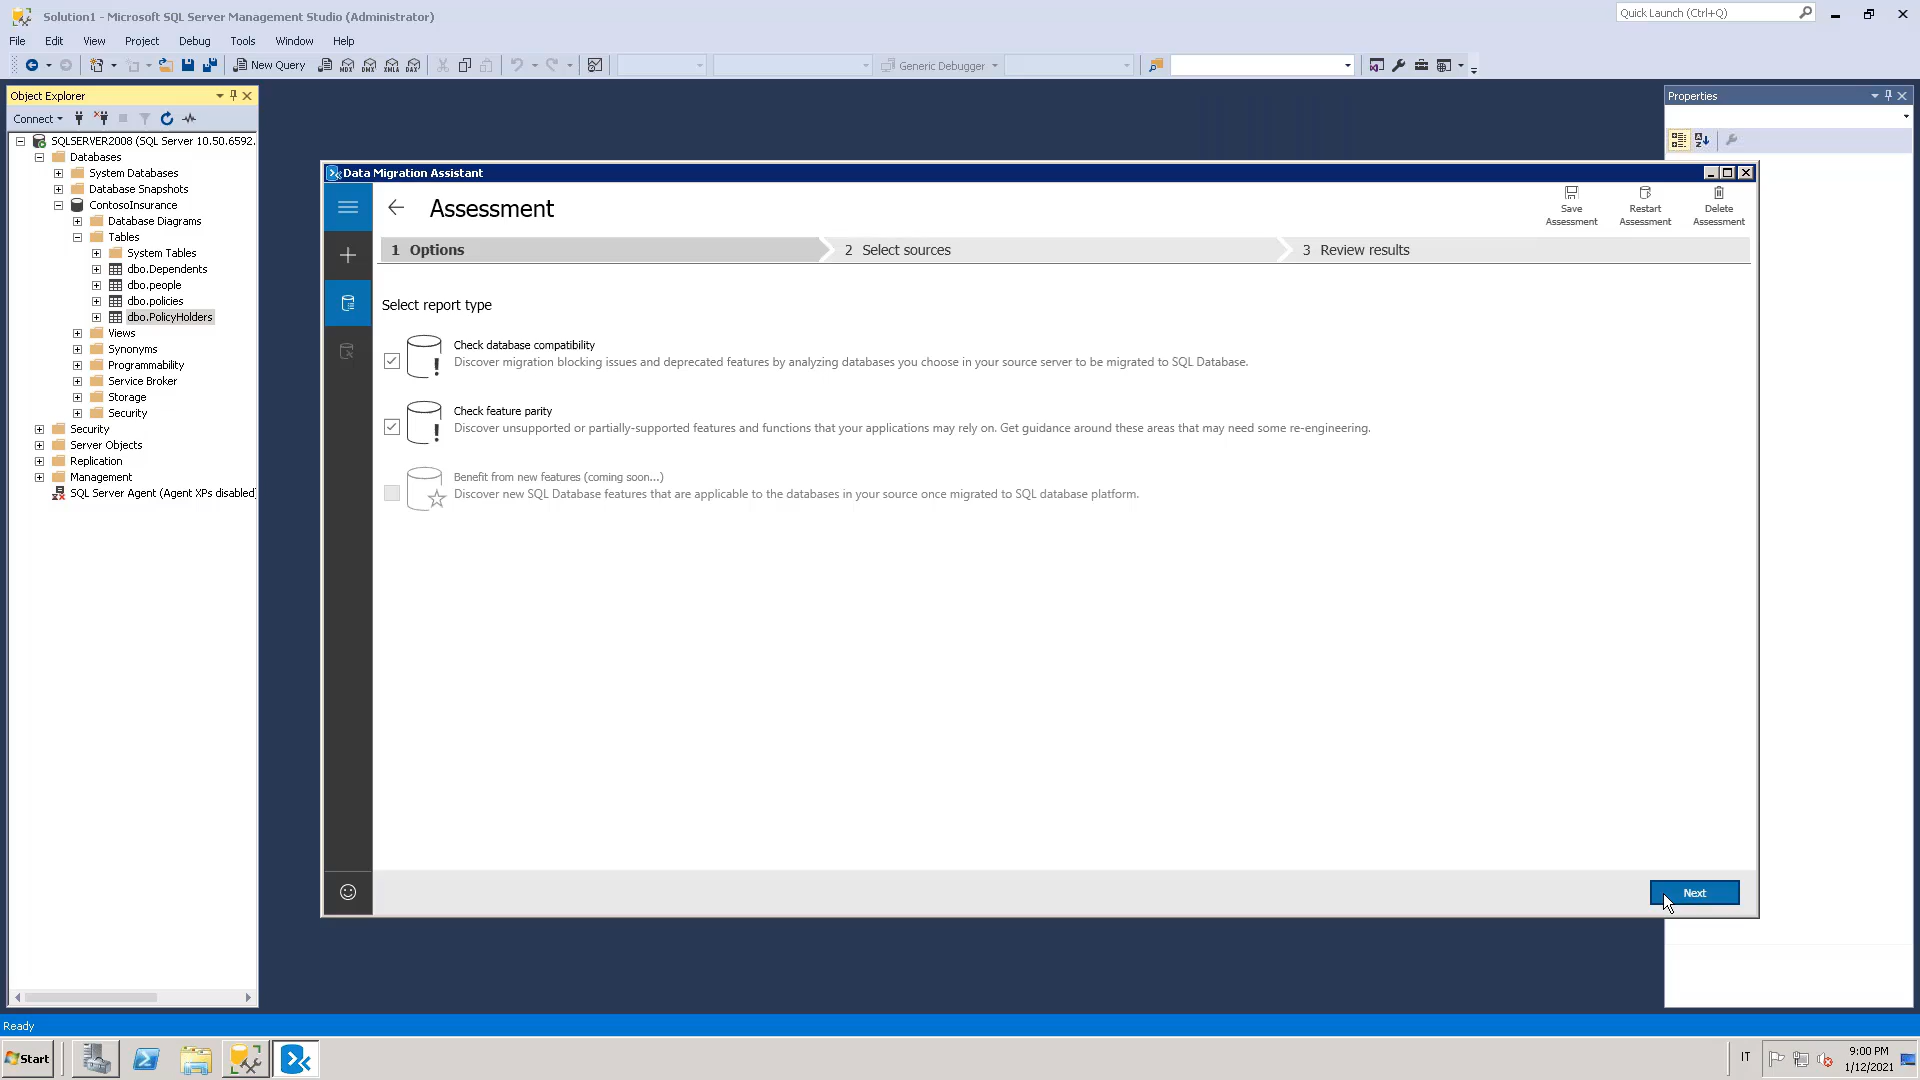 Solution1 - Microsoft SQL Server Management Studio (Administrator)
Quick Launch (Ctrl+Q)
File Edit View Project Debug Tools Window Help
New Query
MDX
DMX
XMLA
DAX
Generic Debugger
Object Explorer
Connect
SQLSERVER2008 (SQL Server 10.50.6592.
Databases
System Databases
Database Snapshots
ContosoInsurance
Database Diagrams
Tables
System Tables
dbo.Dependents
dbo.people
dbo.policies
dbo.PolicyHolders
Views
Synonyms
Programmability
Service Broker
Storage
Security
Security
Server Objects
Replication
Management
SQL Server Agent (Agent XPs disabled)
Properties
Data Migration Assistant
Assessment
Save Assessment
Restart Assessment
Delete Assessment
1 Options
2 Select sources
3 Review results
Select report type
Check database compatibility
Discover migration blocking issues and deprecated features by analyzing databases you choose in your source server to be migrated to SQL Database.
Check feature parity
Discover unsupported or partially-supported features and functions that your applications may rely on. Get guidance around these areas that may need some re-engineering.
Benefit from new features (coming soon...)
Discover new SQL Database features that are applicable to the databases in your source once migrated to SQL database platform.
Next
Ready
Start
IT
9:00 PM
1/12/2021